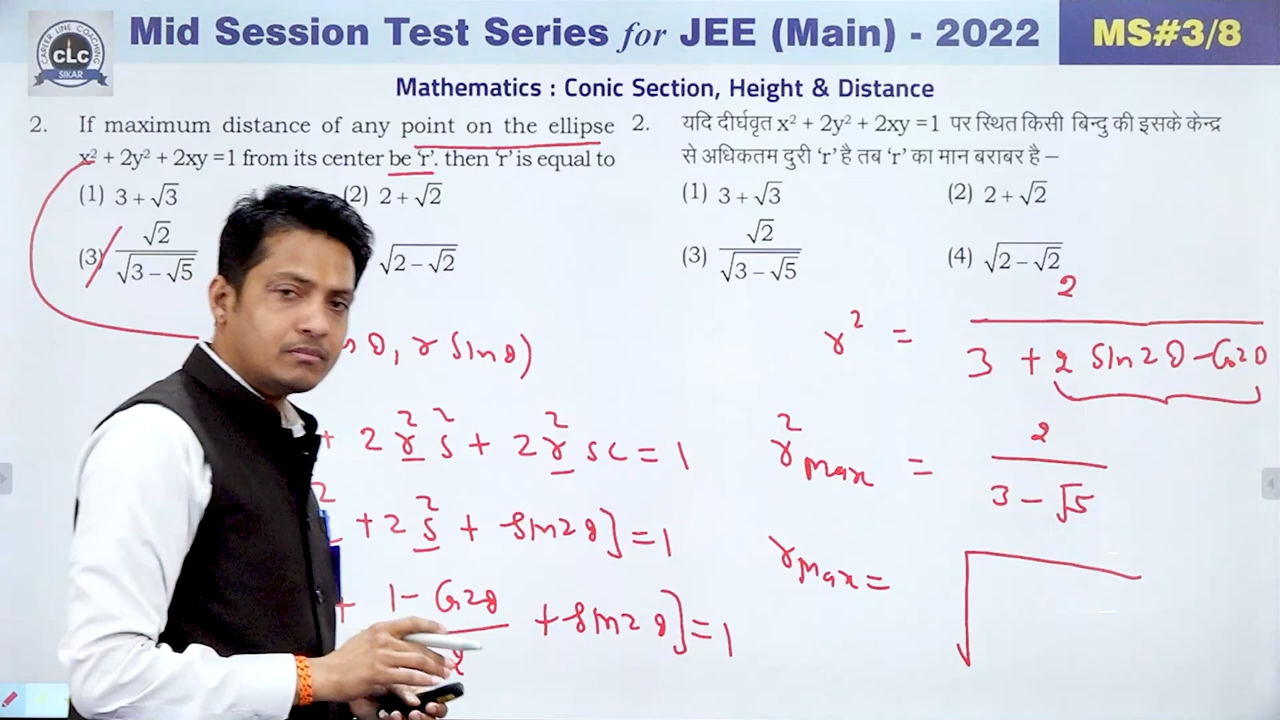 CAREER LINE COACHING
CLC
SIKAR
Mid Session Test Series for JEE (Main) - 2022
MS#3/8
Mathematics : Conic Section, Height & Distance
2. If maximum distance of any point on the ellipse
x² + 2y² + 2xy =1 from its center be 'r'. then 'r' is equal to
(1) 3 + √3 (2) 2 + √2
(3) √2 / √(3 − √5) √(2 − √2)
2. यदि दीर्घवृत x² + 2y² + 2xy =1 पर स्थित किसी बिन्दु की इसके केन्द्र
से अधिकतम दुरी 'r' है तब 'r' का मान बराबर है –
(1) 3 + √3 (2) 2 + √2
(3) √2 / √(3 − √5) (4) √(2 − √2)
θ, r sinθ)
+ 2r²s² + 2r²sc = 1
+2s² + sin2θ] = 1
+ 1 - cos2θ / 2 + sin2θ] = 1
r² = 2 / 3 + 2 sin2θ - cos2θ
r²max = 2 / 3 - √5
rmax =